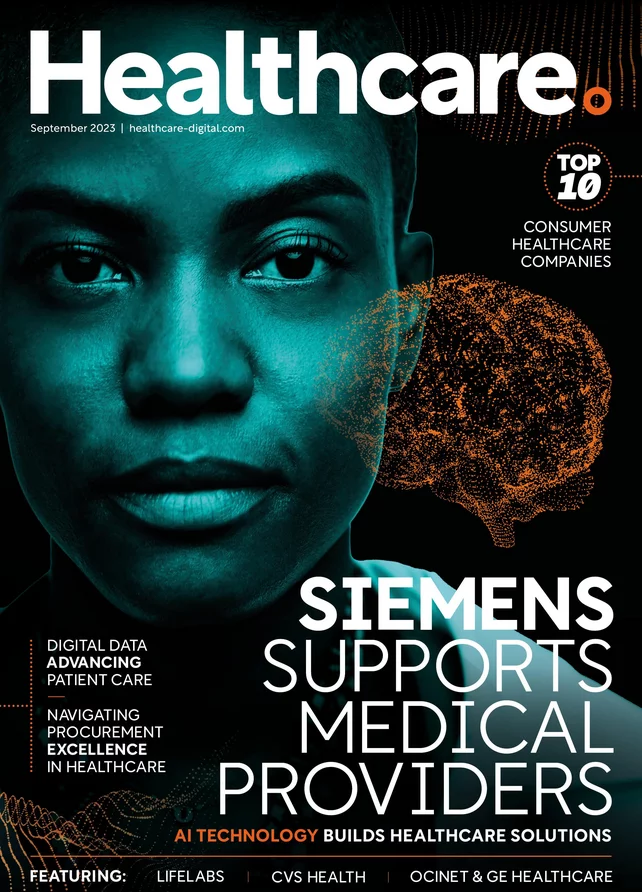 Healthcare.
September 2023 | healthcare-digital.com
TOP
10
CONSUMER
HEALTHCARE
COMPANIES
SIEMENS
SUPPORTS
MEDICAL
PROVIDERS
AI TECHNOLOGY BUILDS HEALTHCARE SOLUTIONS
DIGITAL DATA
ADVANCING
PATIENT CARE
NAVIGATING
PROCUREMENT
EXCELLENCE
IN HEALTHCARE
FEATURING: LIFELABS | CVS HEALTH | OCINET & GE HEALTHCARE